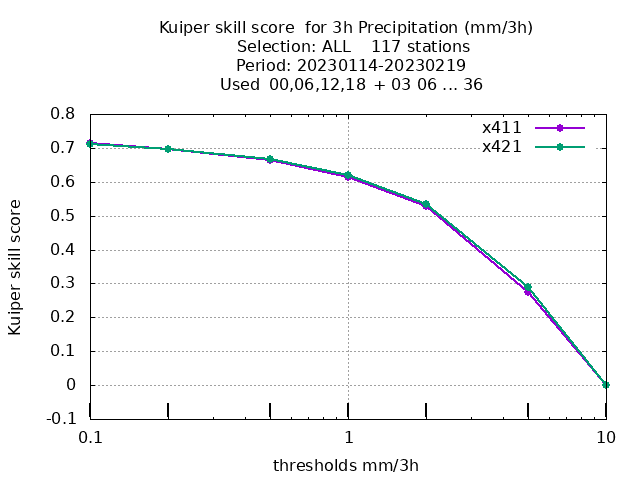 Kuiper skill score  for 3h Precipitation (mm/3h)
Selection: ALL    117 stations
Period: 20230114-20230219
Used 00,06,12,18 + 03 06 ... 36
x411
x421
Kuiper skill score
0.8
0.7
0.6
0.5
0.4
0.3
0.2
0.1
0
-0.1
0.1
1
10
thresholds mm/3h